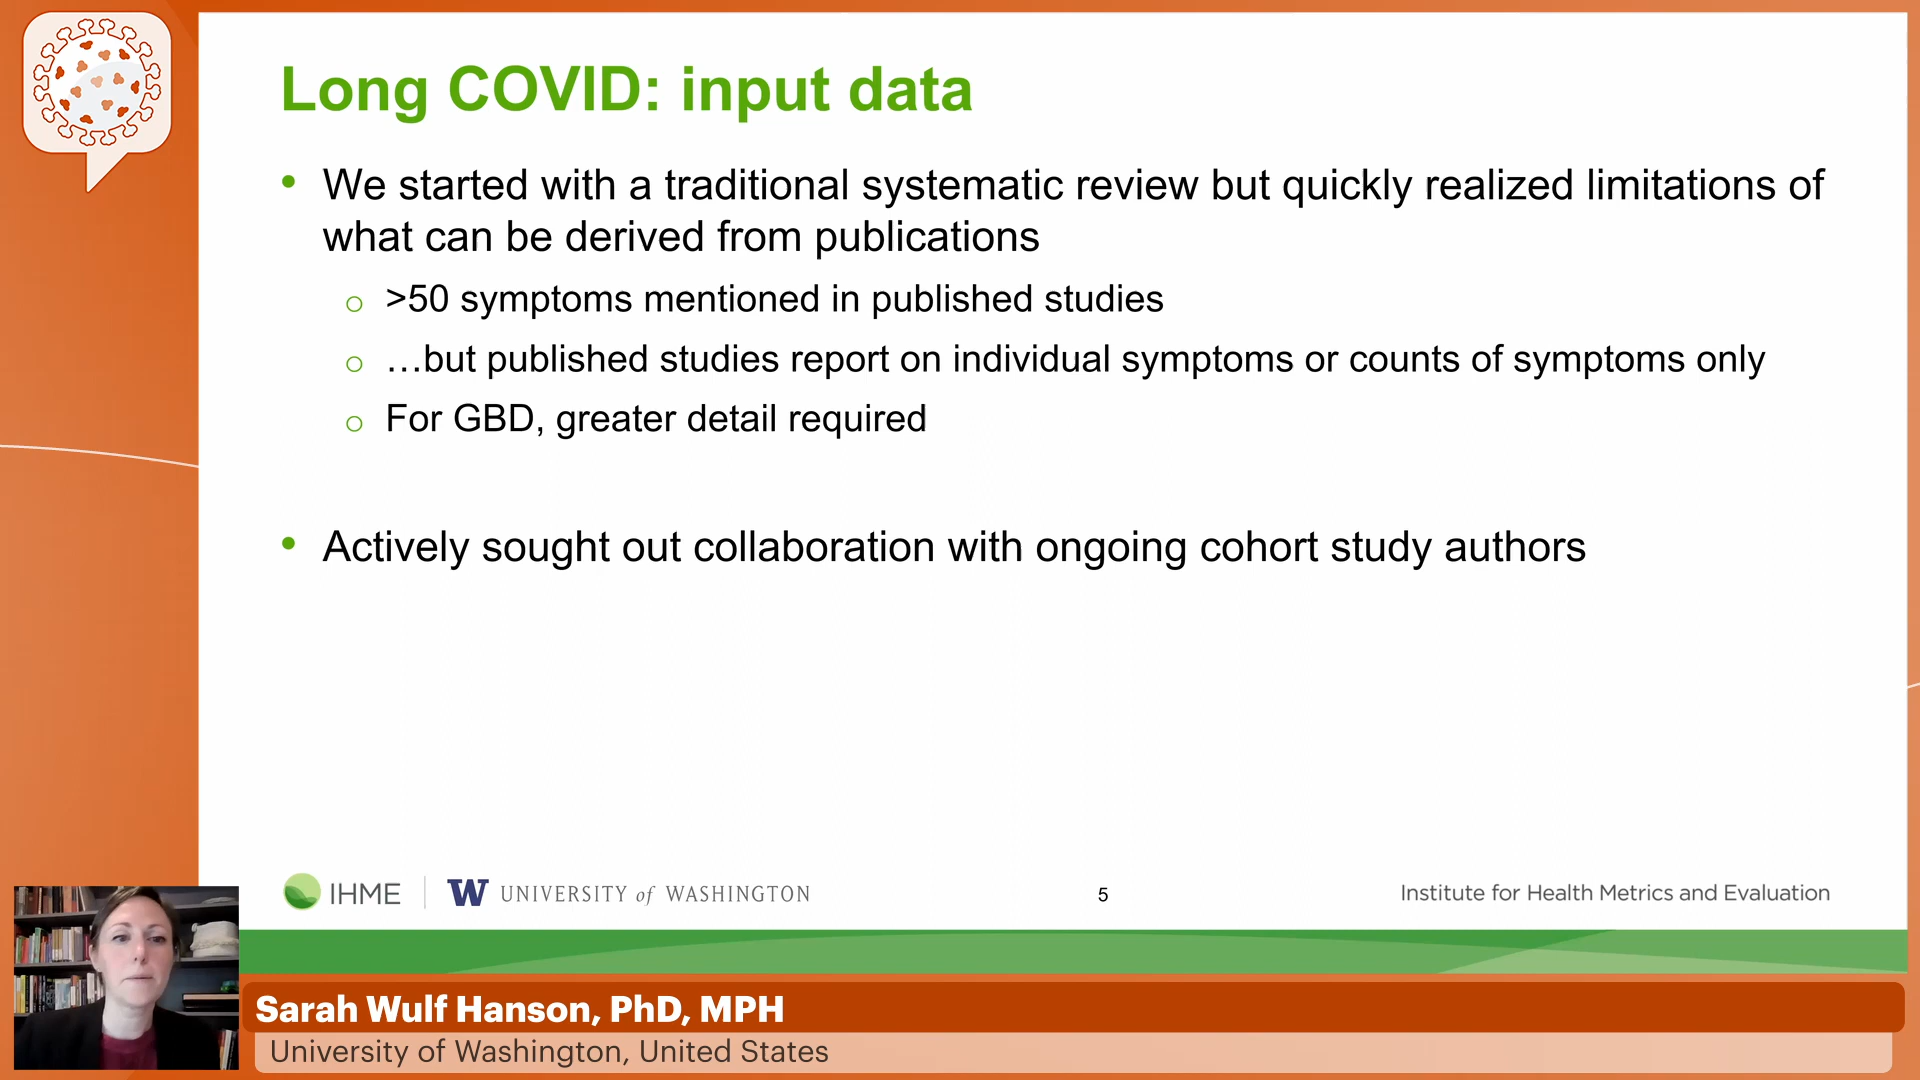 Long COVID: input data
• We started with a traditional systematic review but quickly realized limitations of
what can be derived from publications
o >50 symptoms mentioned in published studies
o …but published studies report on individual symptoms or counts of symptoms only
o For GBD, greater detail required
• Actively sought out collaboration with ongoing cohort study authors
IHME | W UNIVERSITY of WASHINGTON
5
Institute for Health Metrics and Evaluation
Sarah Wulf Hanson, PhD, MPH
University of Washington, United States